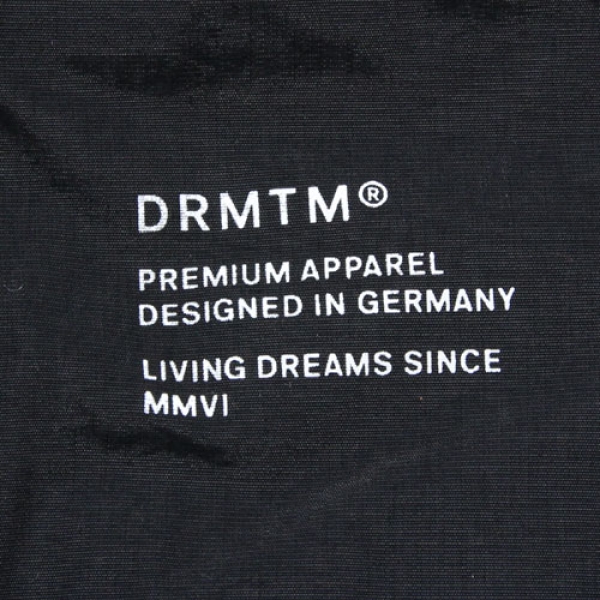 DRMTM®
PREMIUM APPAREL
DESIGNED IN GERMANY
LIVING DREAMS SINCE
MMVI